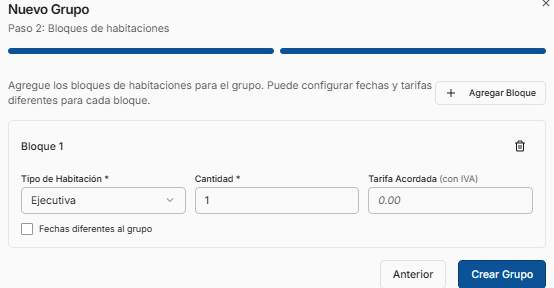 Nuevo Grupo
Paso 2: Bloques de habitaciones
Agregue los bloques de habitaciones para el grupo. Puede configurar fechas y tarifas
diferentes para cada bloque.
+ Agregar Bloque
Bloque 1
Tipo de Habitación * Cantidad * Tarifa Acordada (con IVA)
Ejecutiva 1 0.00
Fechas diferentes al grupo
Anterior Crear Grupo